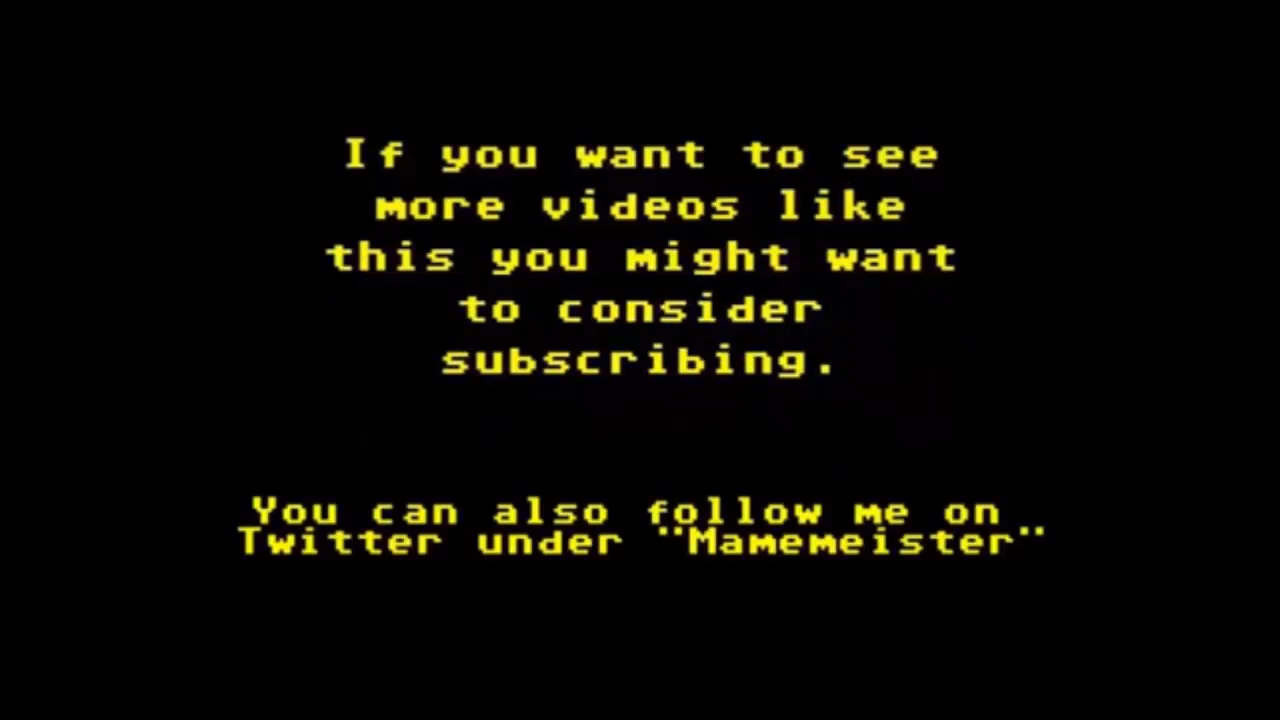 If you want to see
more videos like
this you might want
to consider
subscribing.
You can also follow me on
Twitter under "Mamemeister"